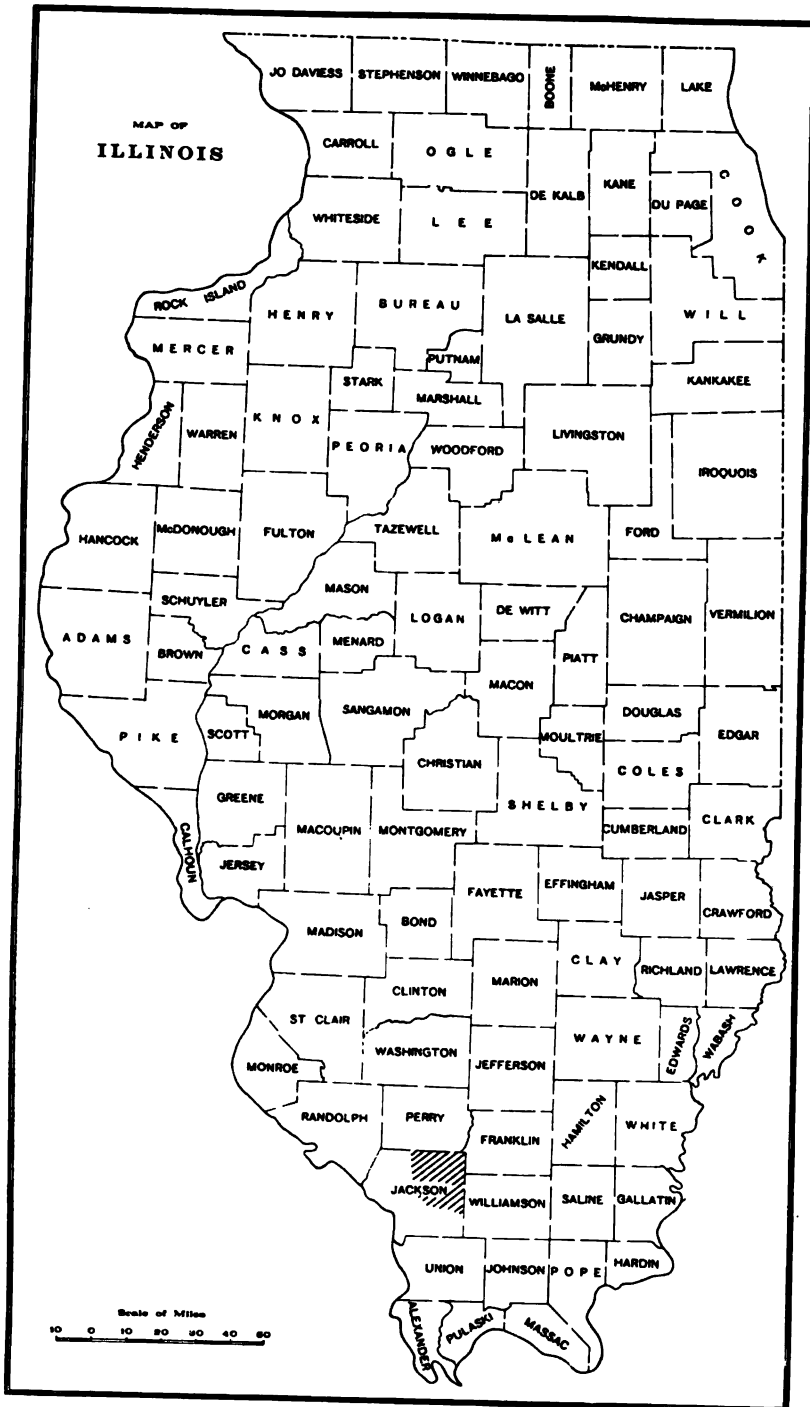 MAP OF
ILLINOIS
JO DAVIESS
STEPHENSON
WINNEBAGO
BOONE
McHENRY
LAKE
CARROLL
OGLE
DE KALB
KANE
DU PAGE
COOK
WHITESIDE
LEE
KENDALL
ROCK ISLAND
HENRY
BUREAU
LA SALLE
GRUNDY
WILL
MERCER
PUTNAM
STARK
MARSHALL
KANKAKEE
HENDERSON
WARREN
KNOX
PEORIA
WOODFORD
LIVINGSTON
IROQUOIS
HANCOCK
McDONOUGH
FULTON
TAZEWELL
McLEAN
FORD
SCHUYLER
MASON
ADAMS
BROWN
CASS
MENARD
LOGAN
DE WITT
CHAMPAIGN
VERMILION
PIATT
MACON
PIKE
SCOTT
MORGAN
SANGAMON
CHRISTIAN
MOULTRIE
DOUGLAS
EDGAR
COLES
SHELBY
GREENE
CALHOUN
MACOUPIN
MONTGOMERY
CUMBERLAND
CLARK
JERSEY
FAYETTE
EFFINGHAM
JASPER
CRAWFORD
MADISON
BOND
CLAY
RICHLAND
LAWRENCE
MARION
CLINTON
ST CLAIR
WASHINGTON
WAYNE
EDWARDS
WABASH
MONROE
JEFFERSON
RANDOLPH
PERRY
HAMILTON
WHITE
FRANKLIN
JACKSON
WILLIAMSON
SALINE
GALLATIN
UNION
JOHNSON
POPE
HARDIN
ALEXANDER
PULASKI
MASSAC
Scale of Miles
10 0 10 20 30 40 50